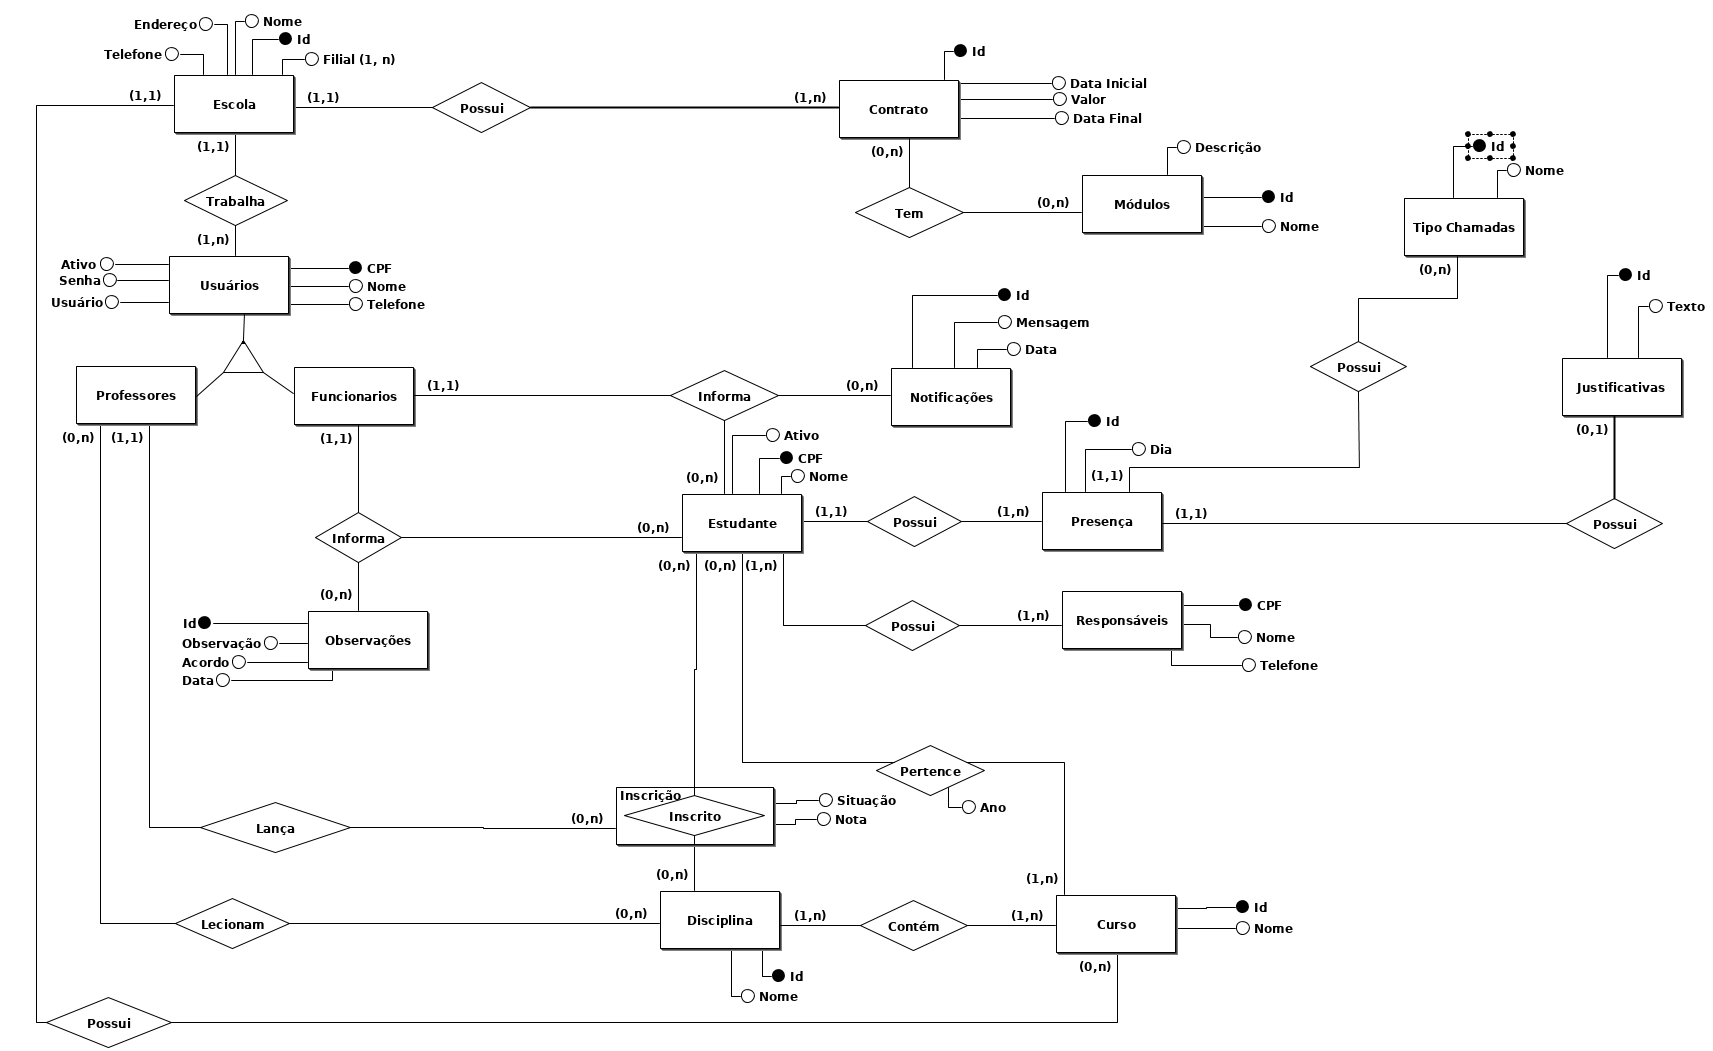 Endereço
Nome
Id
Telefone
Filial (1, n)
(1,1)
Escola
(1,1)
Possui
(1,n)
Contrato
Id
Data Inicial
Valor
Data Final
(1,1)
(0,n)
Descrição
Id
Nome
Trabalha
Tem
(0,n)
Módulos
Id
Nome
Tipo Chamadas
(1,n)
(0,n)
Ativo
Senha
Usuário
Usuários
CPF
Nome
Telefone
Id
Mensagem
Data
Id
Texto
Possui
Professores
Funcionarios
(1,1)
Informa
(0,n)
Notificações
Justificativas
(0,n)
(1,1)
(1,1)
Ativo
CPF
Nome
(0,n)
Id
Dia
(1,1)
(0,1)
Informa
(0,n)
Estudante
(1,1)
Possui
(1,n)
Presença
(1,1)
Possui
(0,n)
(0,n)
(0,n)
(1,n)
Possui
(1,n)
Responsáveis
CPF
Nome
Telefone
Id
Observação
Acordo
Data
Observações
Pertence
Ano
Lança
(0,n)
Inscrição
Inscrito
Situação
Nota
(0,n)
(1,n)
Lecionam
(0,n)
Disciplina
(1,n)
Contém
(1,n)
Curso
Id
Nome
Id
Nome
(0,n)
Possui